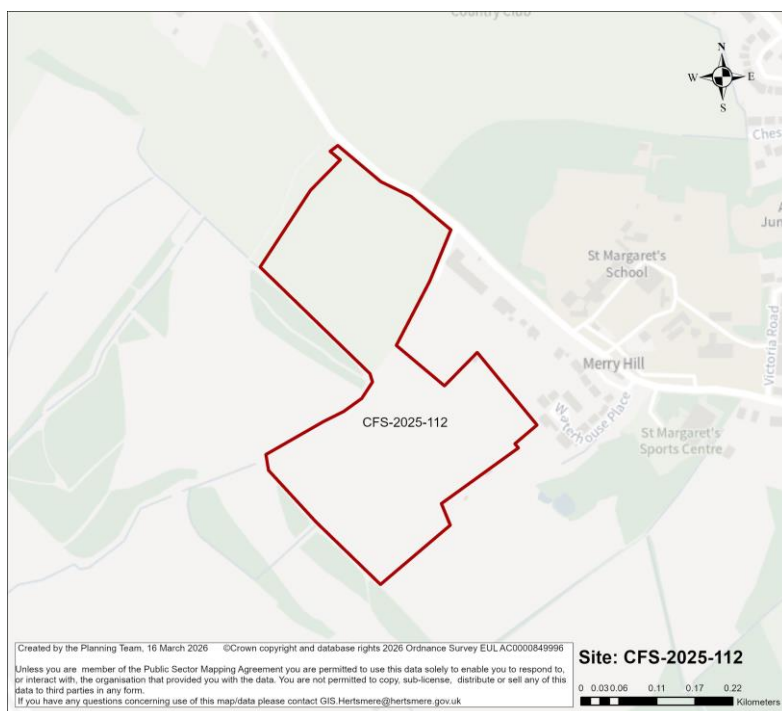 Country Club
N
W E
S
Ches
A
Jun
St Margaret's
School
Merry Hill
Victoria Road
Waterhouse Place
CFS-2025-112
St Margaret's
Sports Centre
Created by the Planning Team, 16 March 2026 ©Crown copyright and database rights 2026 Ordnance Survey EUL AC0000849996
Unless you are member of the Public Sector Mapping Agreement you are permitted to use this data solely to enable you to respond to,
or interact with, the organisation that provided you with the data. You are not permitted to copy, sub-license, distribute or sell any of this
data to third parties in any form.
If you have any questions concerning use of this map/data please contact GIS.Hertsmere@hertsmere.gov.uk
Site: CFS-2025-112
0 0.03 0.06 0.11 0.17 0.22
Kilometers